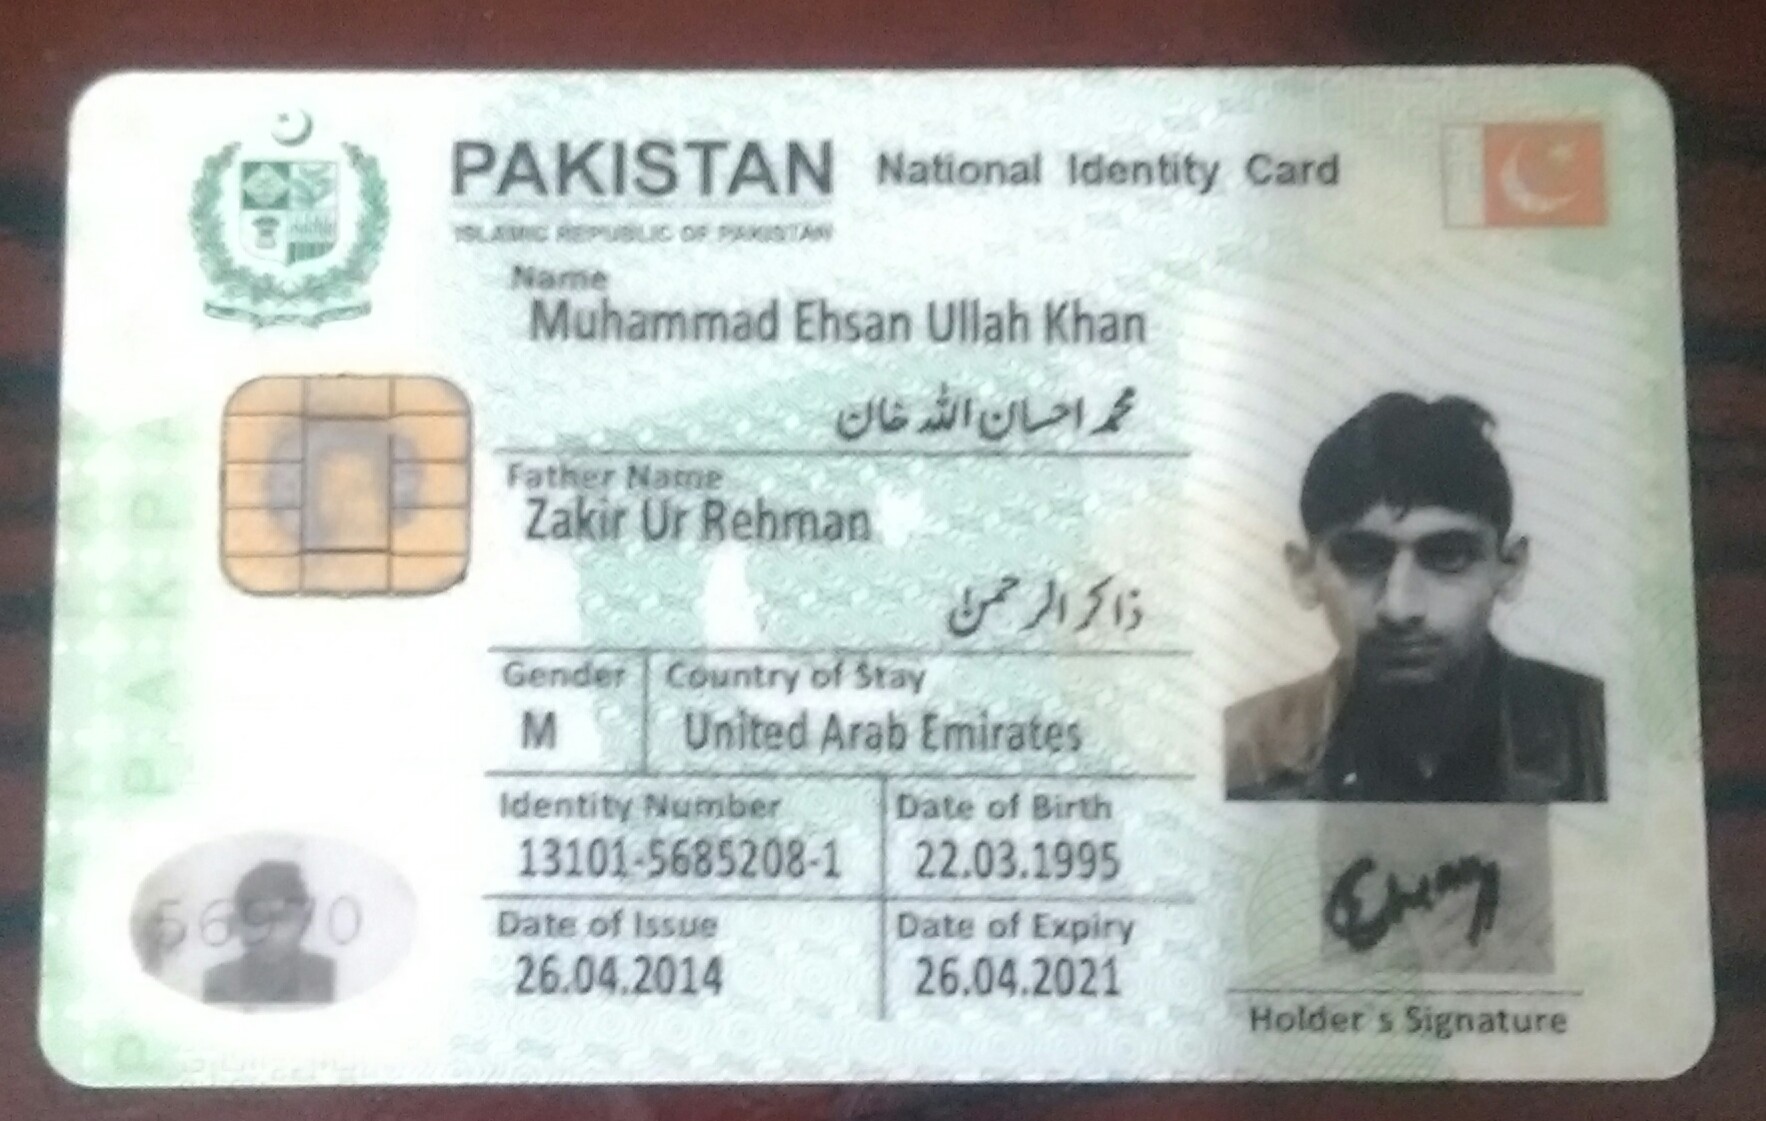 PAKISTAN National Identity Card
ISLAMIC REPUBLIC OF PAKISTAN
Name
Muhammad Ehsan Ullah Khan
محمد احسان اللہ خان
Father Name
Zakir Ur Rehman
ذاکر الرحمن
Gender Country of Stay
M United Arab Emirates
Identity Number Date of Birth
13101-5685208-1 22.03.1995
Date of Issue Date of Expiry
26.04.2014 26.04.2021
Holder`s Signature